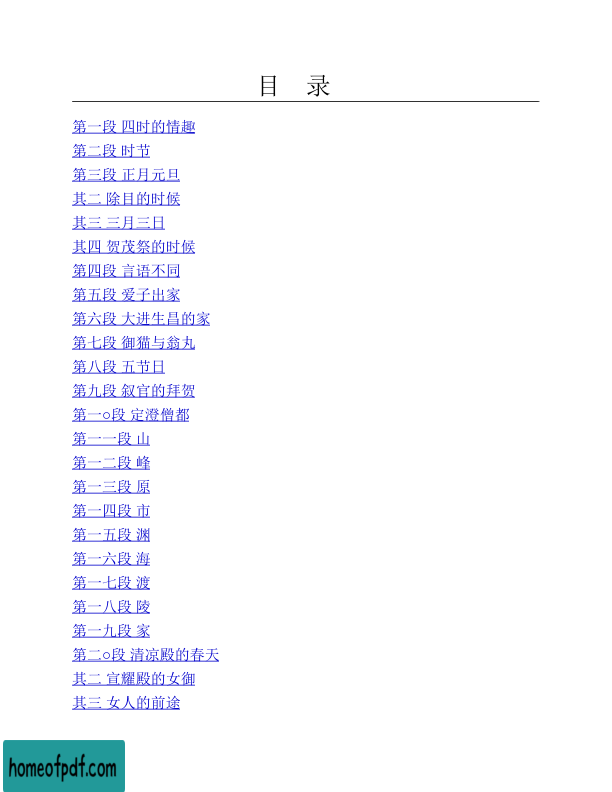 目 录
第一段 四时的情趣
第二段 时节
第三段 正月元旦
其二 除目的时候
其三 三月三日
其四 贺茂祭的时候
第四段 言语不同
第五段 爱子出家
第六段 大进生昌的家
第七段 御猫与翁丸
第八段 五节日
第九段 叙官的拜贺
第一○段 定澄僧都
第一一段 山
第一二段 峰
第一三段 原
第一四段 市
第一五段 渊
第一六段 海
第一七段 渡
第一八段 陵
第一九段 家
第二○段 清凉殿的春天
其二 宣耀殿的女御
其三 女人的前途
homeofpdf.com